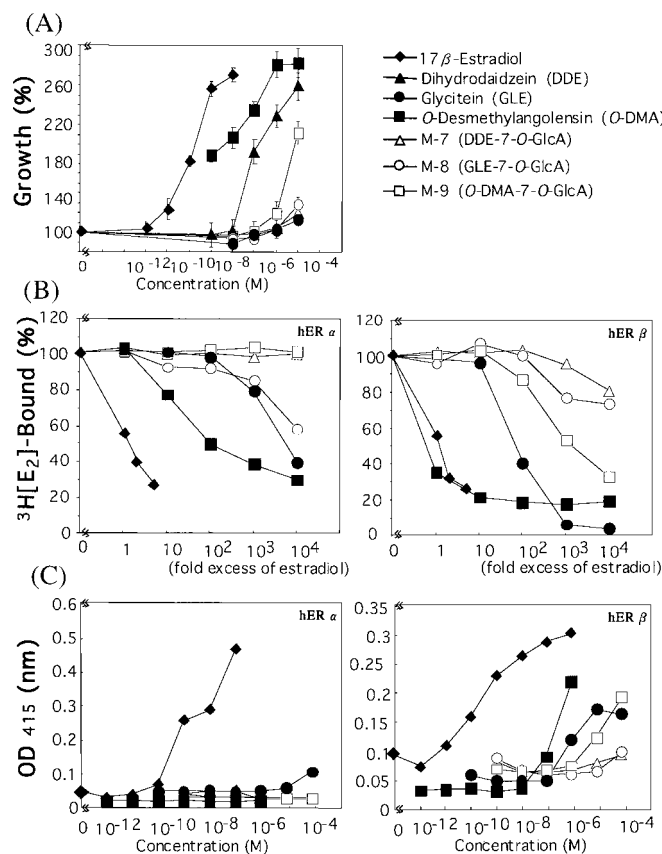 (A)
Growth (%)
300
260
220
180
140
100
0
10⁻¹² 10⁻¹⁰ 10⁻⁸ 10⁻⁶ 10⁻⁴
Concentration (M)
17β-Estradiol
Dihydrodaidzein (DDE)
Glycitein (GLE)
O-Desmethylangolensin (O-DMA)
M-7 (DDE-7-O-GlcA)
M-8 (GLE-7-O-GlcA)
M-9 (O-DMA-7-O-GlcA)
(B)
³H[E₂]-Bound (%)
hER α
120
100
80
60
40
20
0
0 1 10 10² 10³ 10⁴
(fold excess of estradiol)
hER β
120
100
80
60
40
20
0
0 1 10 10² 10³ 10⁴
(fold excess of estradiol)
(C)
OD 415 (nm)
hER α
0.6
0.5
0.4
0.3
0.2
0.1
0
0 10⁻¹² 10⁻¹⁰ 10⁻⁸ 10⁻⁶ 10⁻⁴
Concentration (M)
hER β
0.35
0.3
0.25
0.2
0.15
0.1
0.05
0
0 10⁻¹² 10⁻¹⁰ 10⁻⁸ 10⁻⁶ 10⁻⁴
Concentration (M)